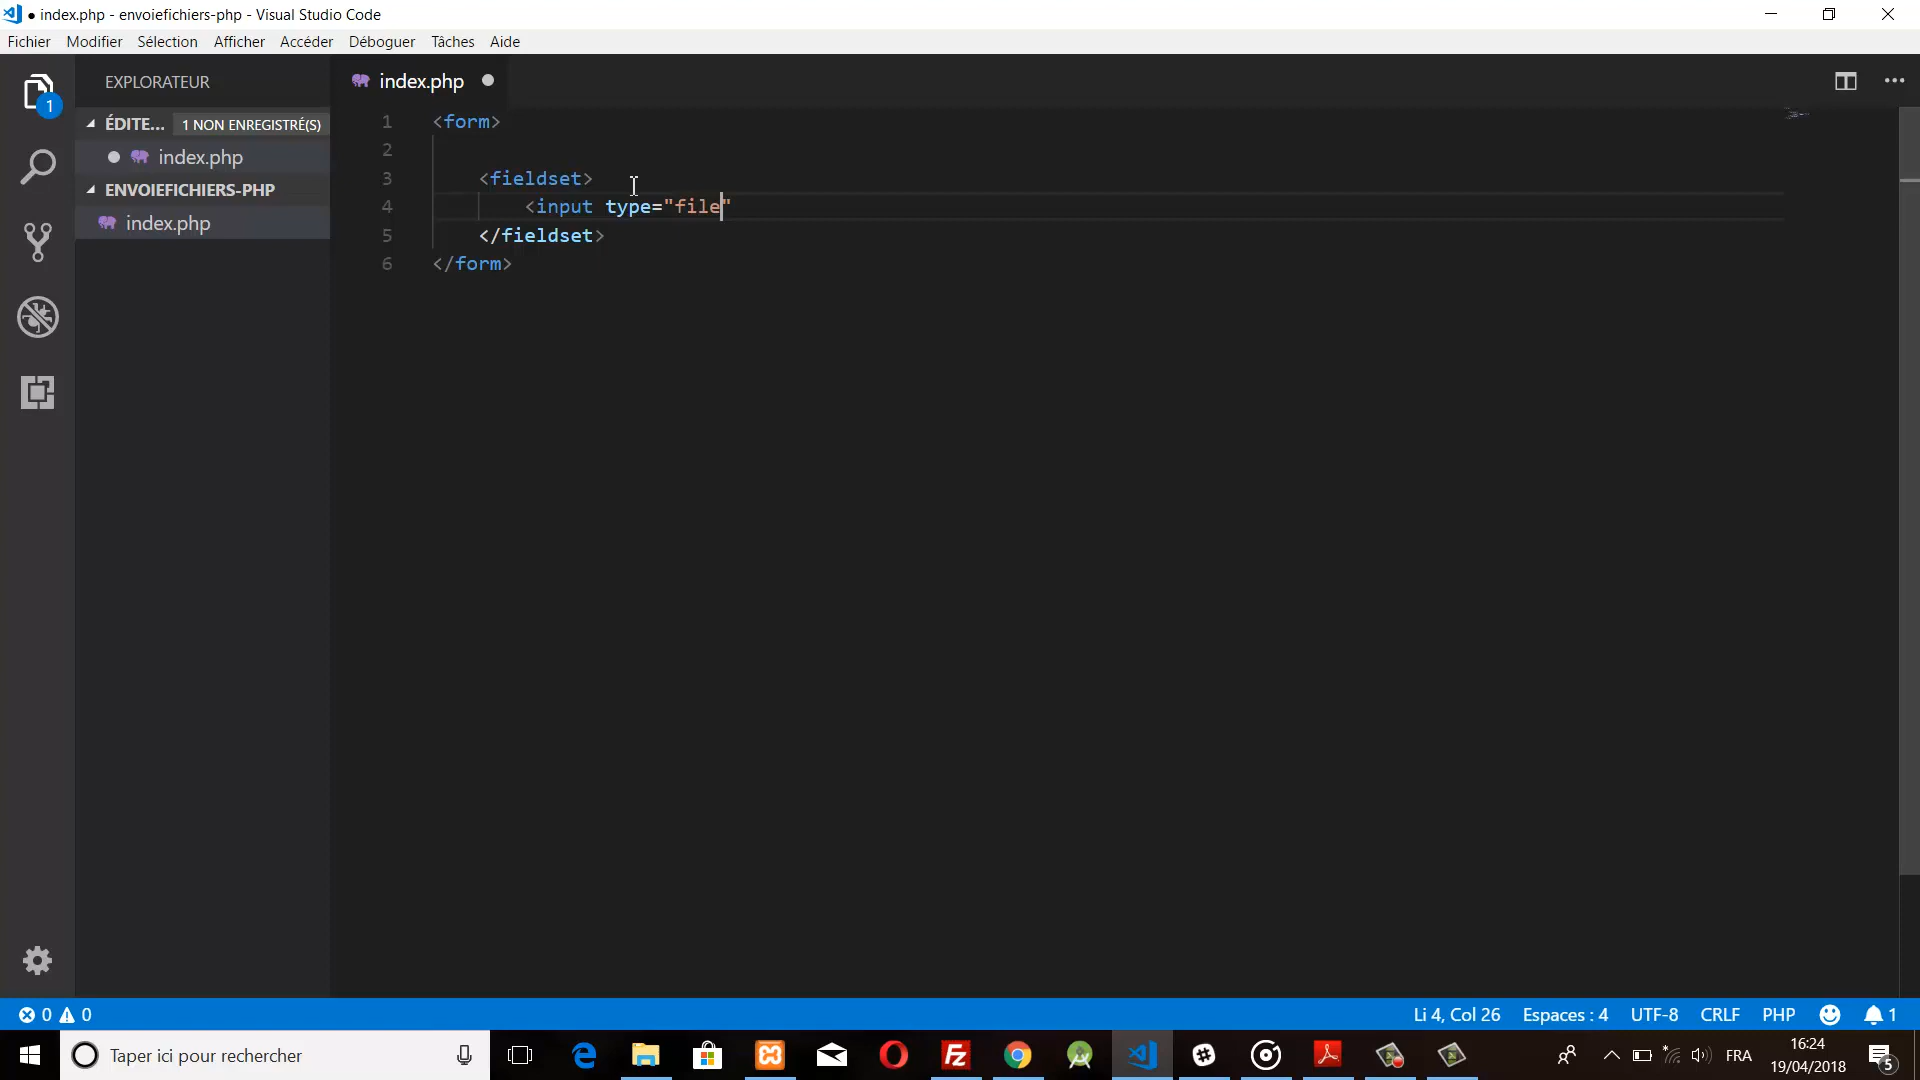 ● index.php - envoiefichiers-php - Visual Studio Code
Fichier Modifier Sélection Afficher Accéder Déboguer Tâches Aide
1
EXPLORATEUR
ÉDITE... 1 NON ENREGISTRÉ(S)
index.php
ENVOIEFICHIERS-PHP
index.php
index.php ●
1 <form>
2
3 <fieldset>
4 <input type="file"
5 </fieldset>
6 </form>
0 0
Li 4, Col 26 Espaces : 4 UTF-8 CRLF PHP 1
Taper ici pour rechercher
FRA
16:24
19/04/2018
5